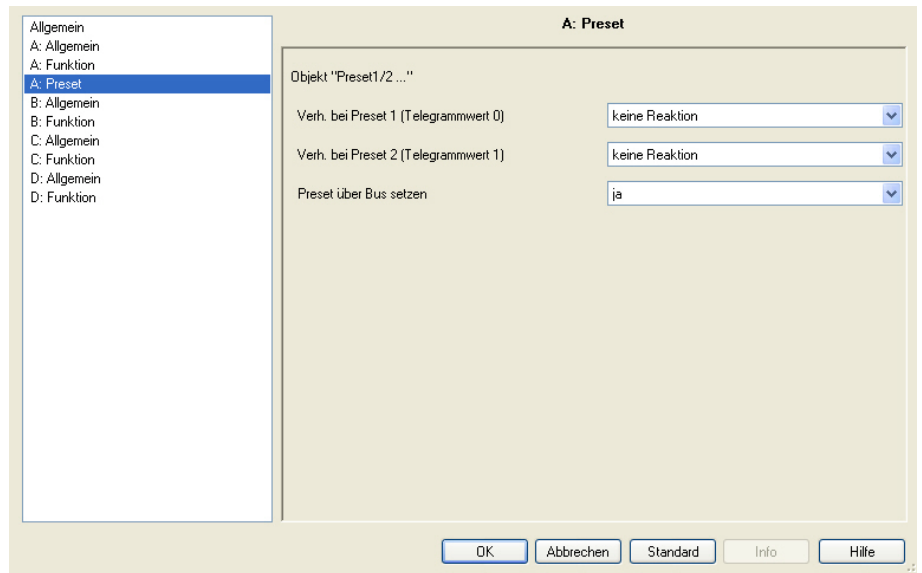 Allgemein
A: Allgemein
A: Funktion
A: Preset
B: Allgemein
B: Funktion
C: Allgemein
C: Funktion
D: Allgemein
D: Funktion
A: Preset
Objekt "Preset1/2 ..."
Verh. bei Preset 1 (Telegrammwert 0) keine Reaktion
Verh. bei Preset 2 (Telegrammwert 1) keine Reaktion
Preset über Bus setzen ja
OK Abbrechen Standard Info Hilfe